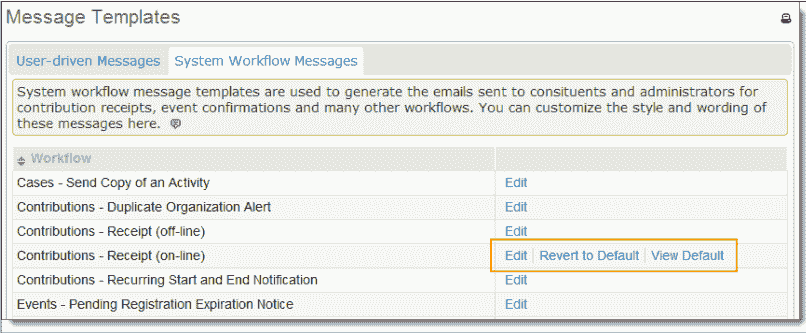 Message Templates
User-driven Messages System Workflow Messages
System workflow message templates are used to generate the emails sent to consituents and administrators for
contribution receipts, event confirmations and many other workflows. You can customize the style and wording of
these messages here.
Workflow
Cases - Send Copy of an Activity Edit
Contributions - Duplicate Organization Alert Edit
Contributions - Receipt (off-line) Edit
Contributions - Receipt (on-line) Edit Revert to Default View Default
Contributions - Recurring Start and End Notification Edit
Events - Pending Registration Expiration Notice Edit